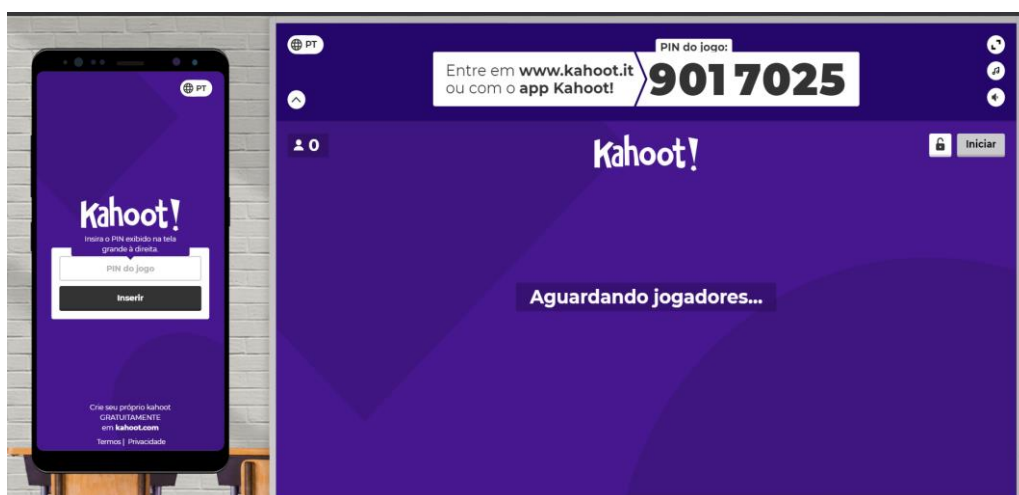 PT
Kahoot!
Insira o PIN exibido na tela
grande à direita.
PIN do jogo
Inserir
Crie seu próprio kahoot
GRATUITAMENTE
em kahoot.com
Termos | Privacidade
PT
Entre em www.kahoot.it
ou com o app Kahoot!
PIN do jogo:
901 7025
0
Kahoot!
Iniciar
Aguardando jogadores...